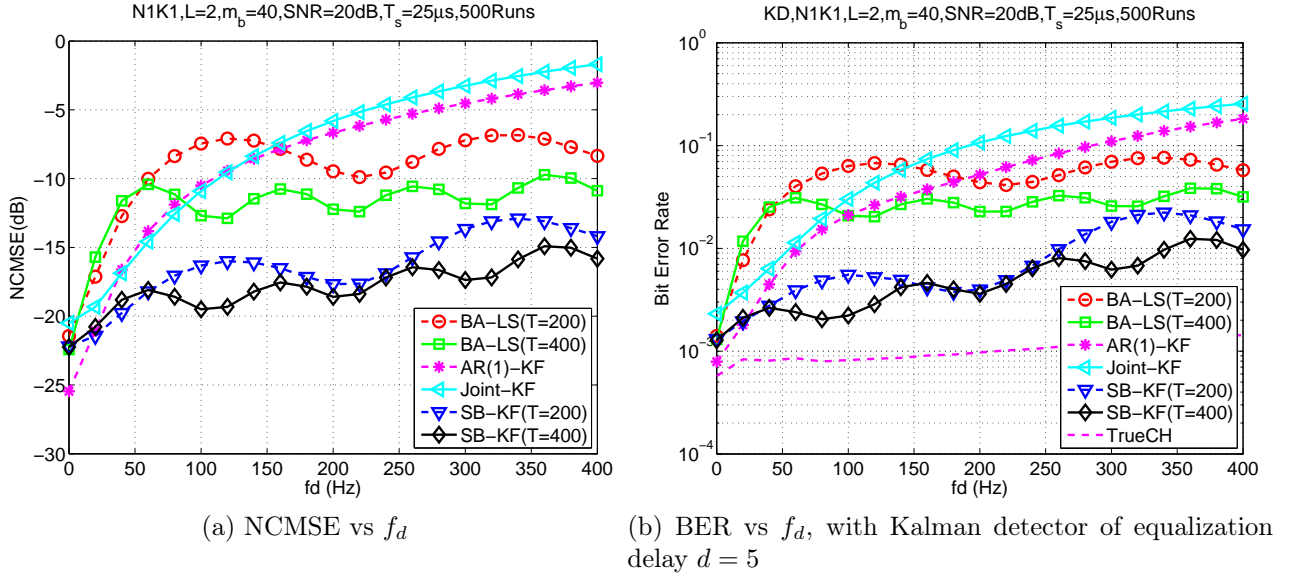 N1K1,L=2,m_b=40,SNR=20dB,T_s=25μs,500Runs
NCMSE(dB)
0
−5
−10
−15
−20
−25
−30
0 50 100 150 200 250 300 350 400
fd (Hz)
BA−LS(T=200)
BA−LS(T=400)
AR(1)−KF
Joint−KF
SB−KF(T=200)
SB−KF(T=400)
(a) NCMSE vs f_d
KD,N1K1,L=2,m_b=40,SNR=20dB,T_s=25μs,500Runs
Bit Error Rate
10^0
10^−1
10^−2
10^−3
10^−4
0 50 100 150 200 250 300 350 400
fd (Hz)
BA−LS(T=200)
BA−LS(T=400)
AR(1)−KF
Joint−KF
SB−KF(T=200)
SB−KF(T=400)
TrueCH
(b) BER vs f_d, with Kalman detector of equalization
delay d = 5